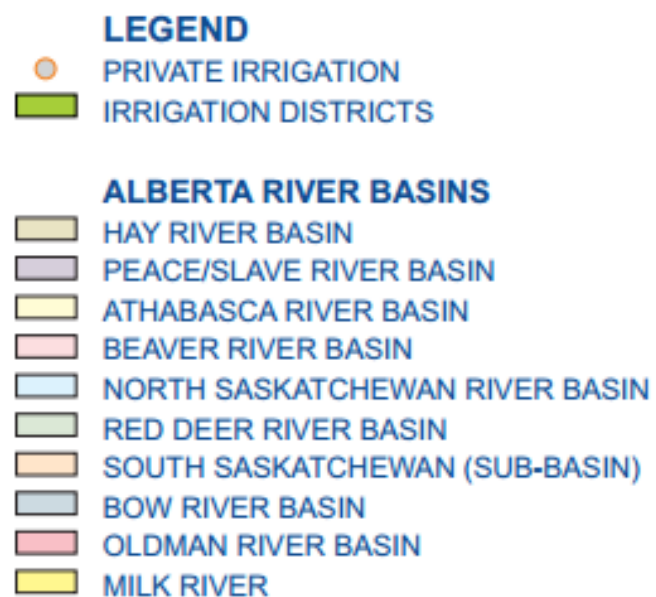 LEGEND
PRIVATE IRRIGATION
IRRIGATION DISTRICTS
ALBERTA RIVER BASINS
HAY RIVER BASIN
PEACE/SLAVE RIVER BASIN
ATHABASCA RIVER BASIN
BEAVER RIVER BASIN
NORTH SASKATCHEWAN RIVER BASIN
RED DEER RIVER BASIN
SOUTH SASKATCHEWAN (SUB-BASIN)
BOW RIVER BASIN
OLDMAN RIVER BASIN
MILK RIVER